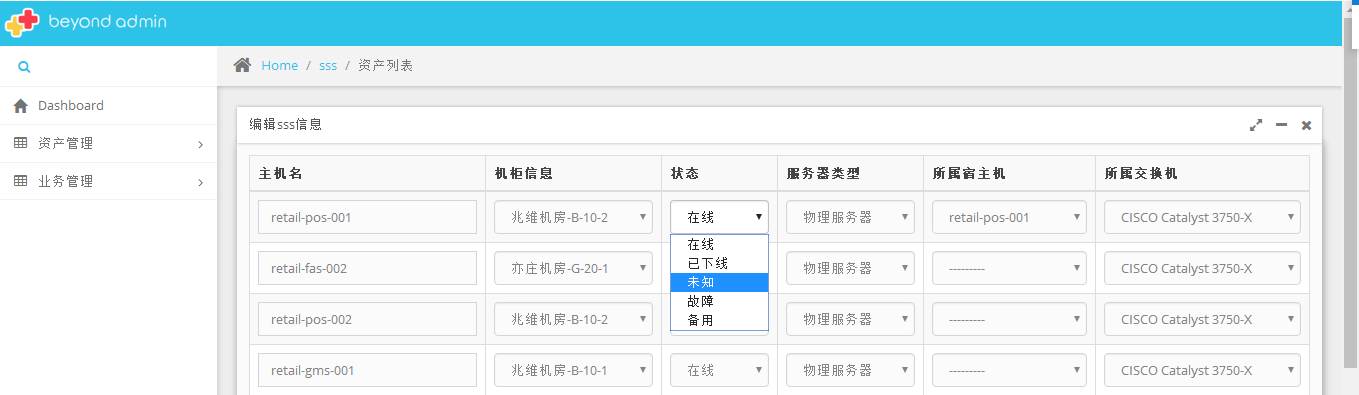 beyond admin
Home / sss / 资产列表
Dashboard
资产管理
业务管理
编辑sss信息
主机名 机柜信息 状态 服务器类型 所属宿主机 所属交换机
retail-pos-001 兆维机房-B-10-2 在线 物理服务器 retail-pos-001 CISCO Catalyst 3750-X
在线
已下线
未知
故障
备用
retail-fas-002 亦庄机房-G-20-1 物理服务器 --------- CISCO Catalyst 3750-X
retail-pos-002 兆维机房-B-10-2 物理服务器 --------- CISCO Catalyst 3750-X
retail-gms-001 兆维机房-B-10-1 在线 物理服务器 --------- CISCO Catalyst 3750-X